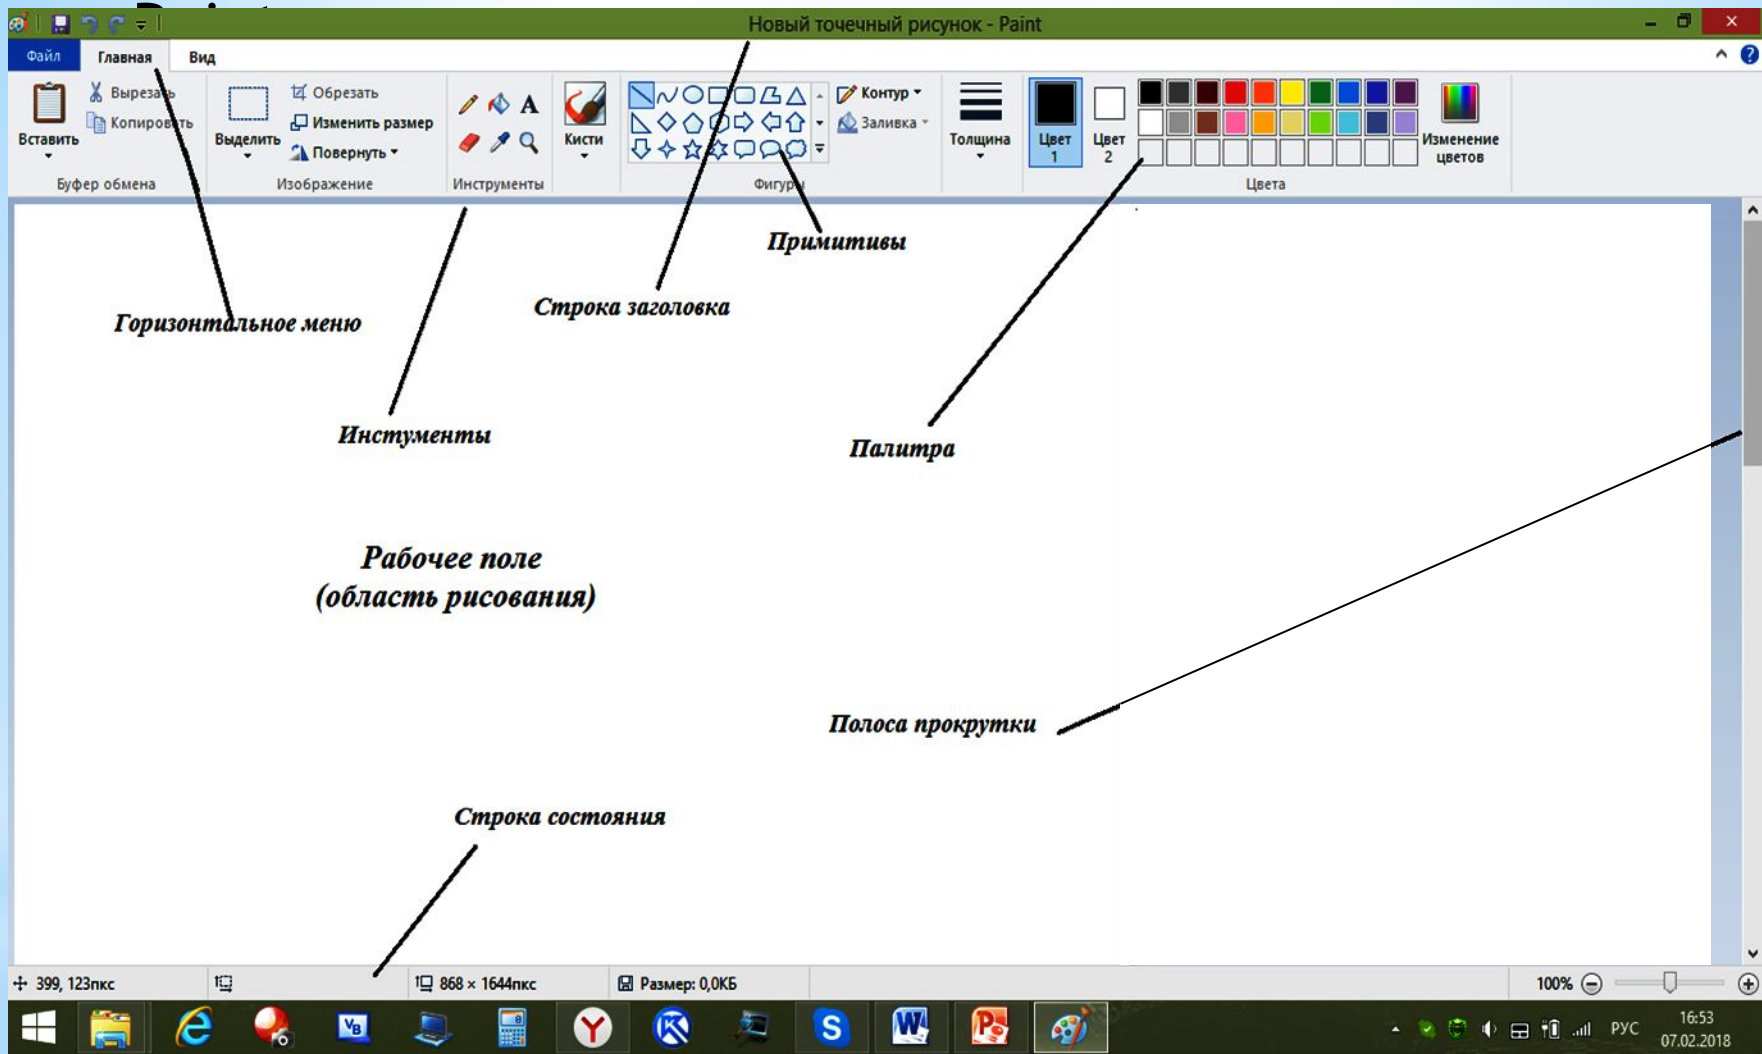 Новый точечный рисунок - Paint
Файл
Главная
Вид
Вставить
Вырезать
Копировать
Буфер обмена
Выделить
Обрезать
Изменить размер
Повернуть
Изображение
A
Инструменты
Кисти
Фигуры
Контур
Заливка
Толщина
Цвет
1
Цвет
2
Изменение
цветов
Цвета
Примитивы
Строка заголовка
Горизонтальное меню
Инстументы
Палитра
Рабочее поле
(область рисования)
Полоса прокрутки
Строка состояния
399, 123пкс
868 × 1644пкс
Размер: 0,0КБ
100%
РУС
16:53
07.02.2018